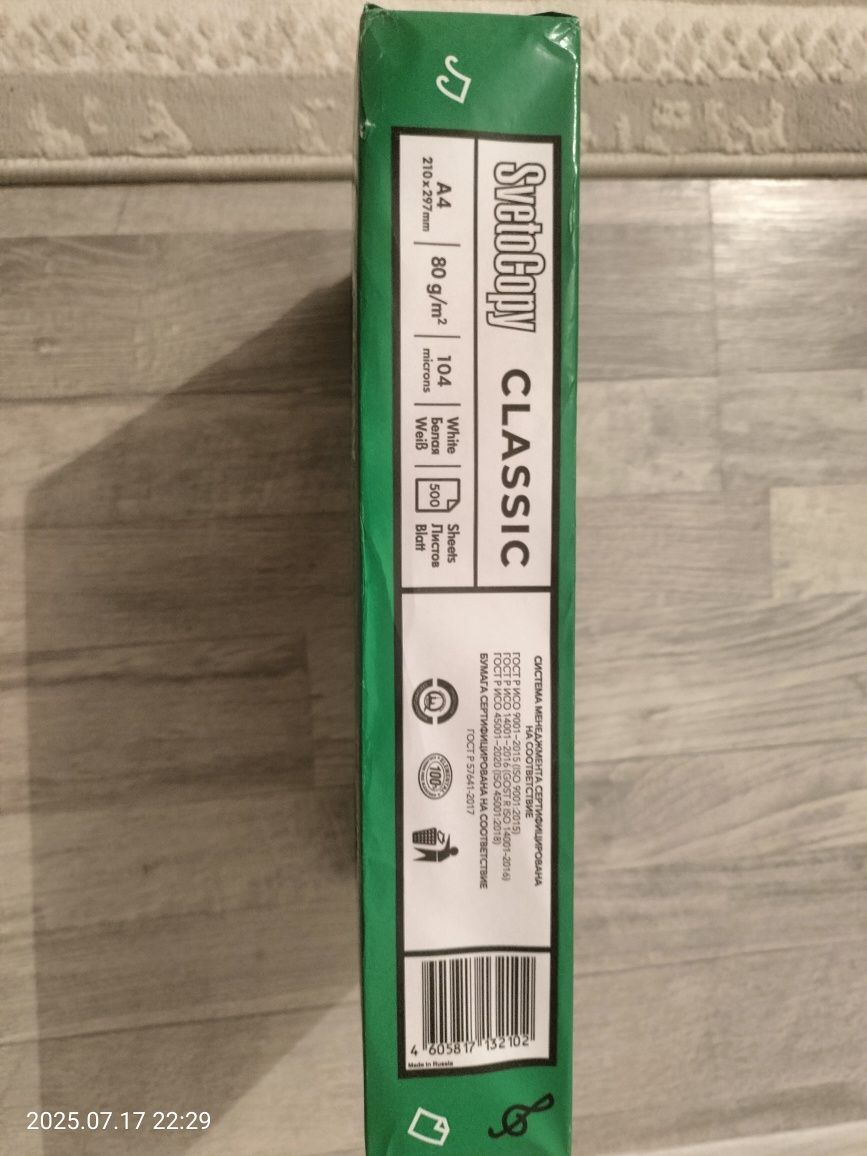 SvetoCopy CLASSIC
A4
210 x 297mm
80 g/m²
104
microns
White
Белая
Weiß
500
Sheets
Листов
Blatt
СИСТЕМА МЕНЕДЖМЕНТА СЕРТИФИЦИРОВАНА
НА СООТВЕТСТВИЕ
ГОСТ Р ИСО 9001-2015 (ISO 9001:2015)
ГОСТ Р ИСО 14001-2016 (GOST R ISO 14001-2016)
ГОСТ Р ИСО 45001-2020 (ISO 45001:2018)
БУМАГА СЕРТИФИЦИРОВАНА НА СООТВЕТСТВИЕ
ГОСТ Р 57641-2017
100%
4 605817 132102
Made in Russia
2025.07.17 22:29